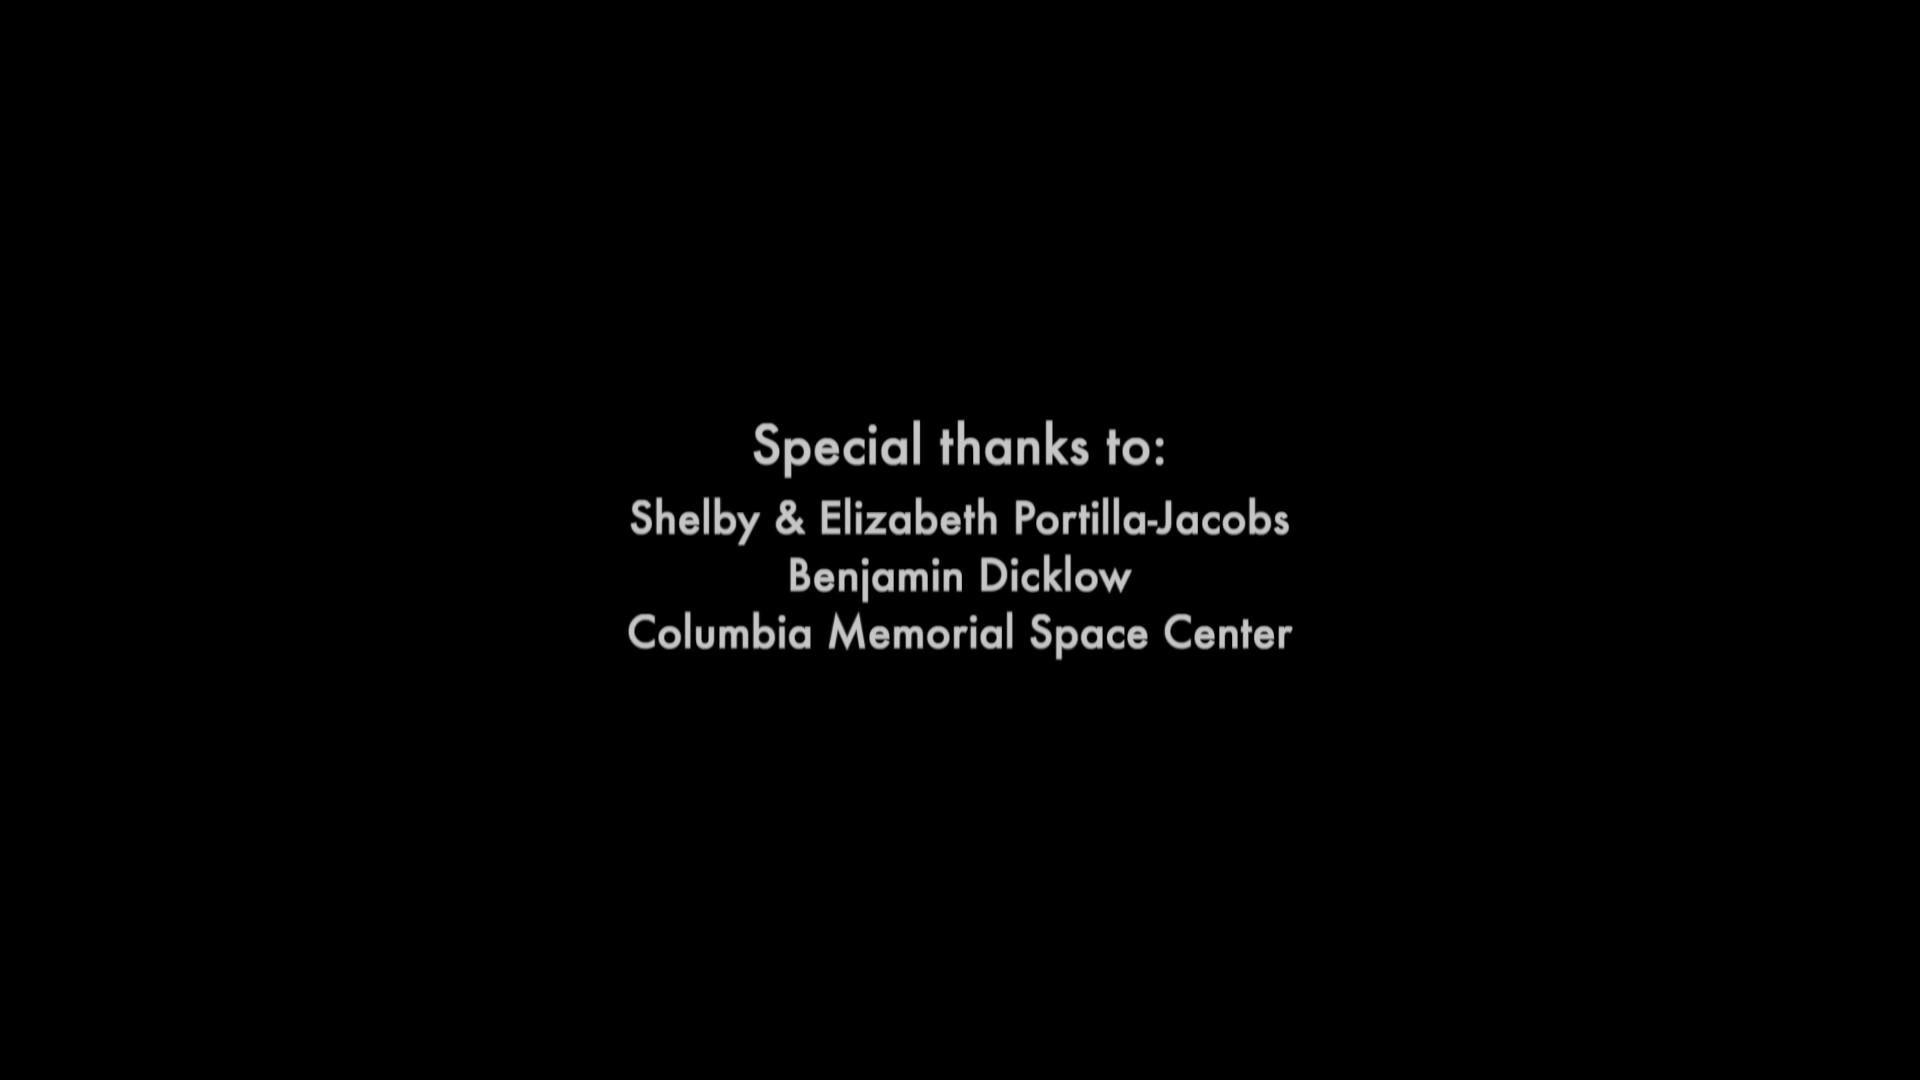 Special thanks to:
Shelby & Elizabeth Portilla-Jacobs
Benjamin Dicklow
Columbia Memorial Space Center